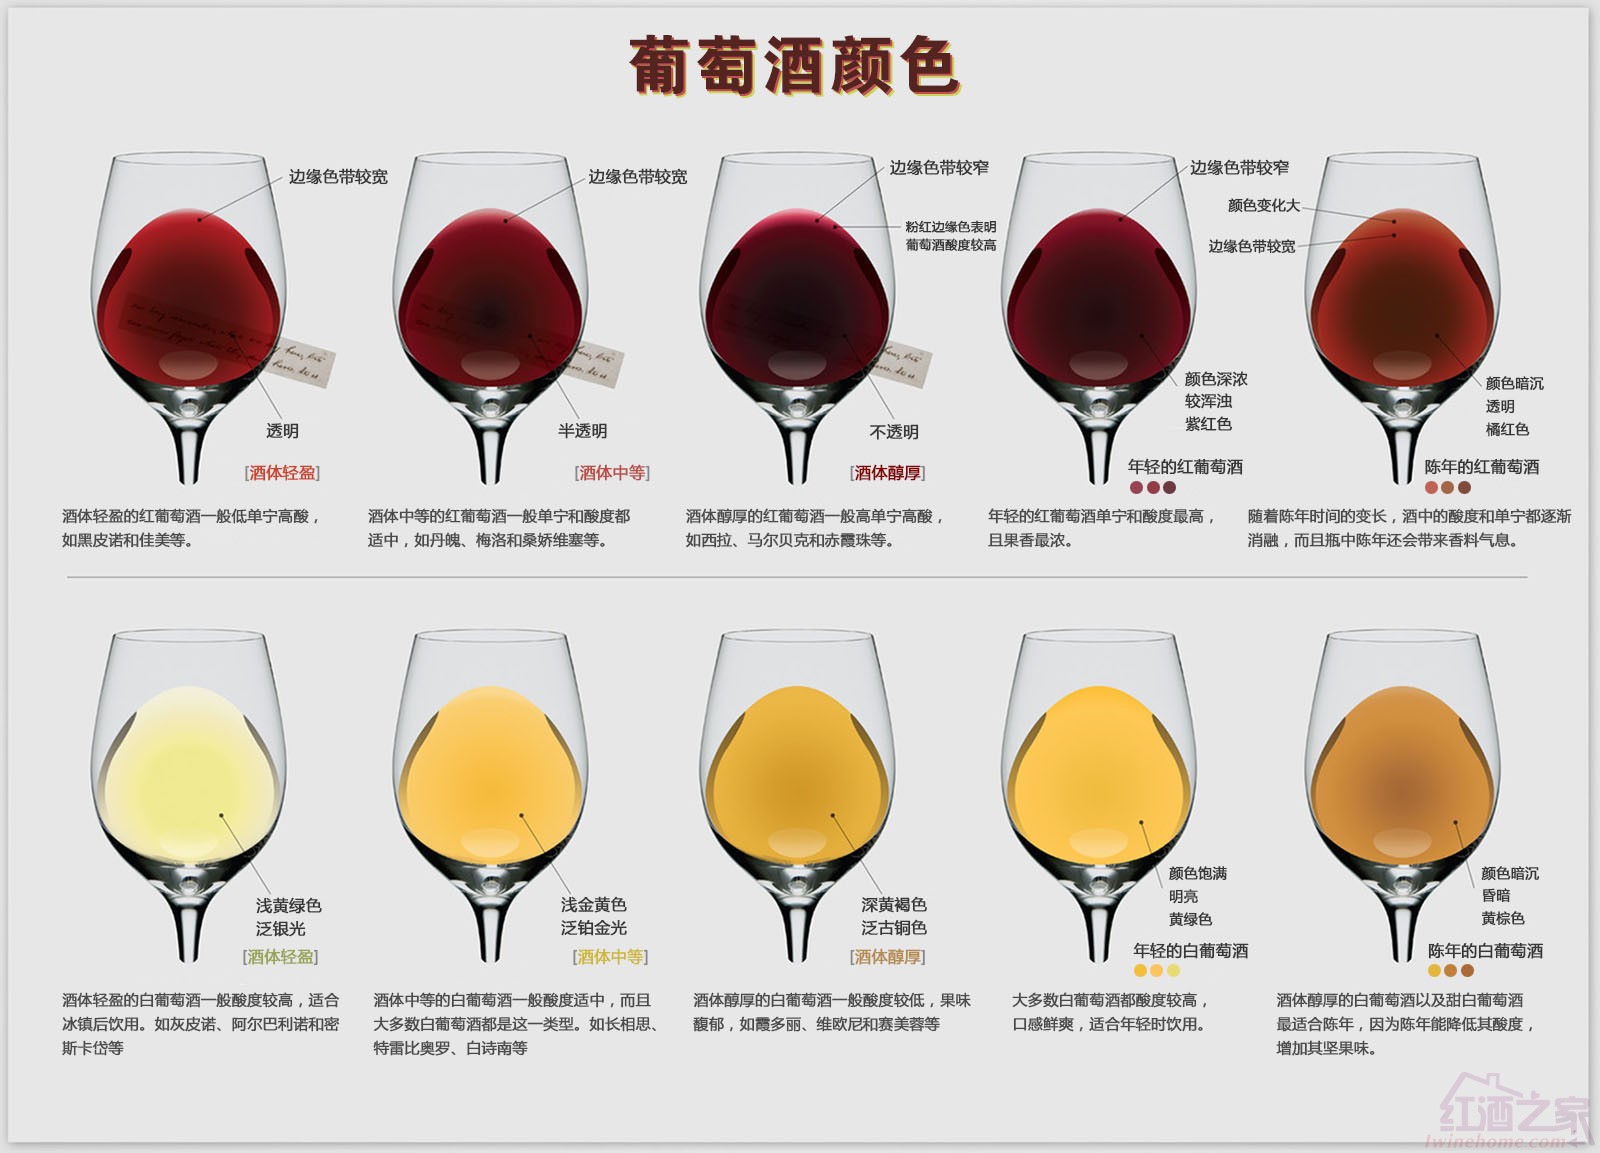 葡萄酒颜色
边缘色带较宽
透明
[酒体轻盈]
酒体轻盈的红葡萄酒一般低单宁高酸，
如黑皮诺和佳美等。
边缘色带较宽
半透明
[酒体中等]
酒体中等的红葡萄酒一般单宁和酸度都
适中，如丹魄、梅洛和桑娇维塞等。
边缘色带较窄
粉红边缘色表明
葡萄酒酸度较高
不透明
[酒体醇厚]
酒体醇厚的红葡萄酒一般高单宁高酸，
如西拉、马尔贝克和赤霞珠等。
边缘色带较窄
颜色深浓
较浑浊
紫红色
年轻的红葡萄酒
年轻的红葡萄酒单宁和酸度最高，
且果香最浓。
颜色变化大
边缘色带较宽
颜色暗沉
透明
橘红色
陈年的红葡萄酒
随着陈年时间的变长，酒中的酸度和单宁都逐渐
消融，而且瓶中陈年还会带来香料气息。
浅黄绿色
泛银光
[酒体轻盈]
酒体轻盈的白葡萄酒一般酸度较高，适合
冰镇后饮用。如灰皮诺、阿尔巴利诺和密
斯卡岱等
浅金黄色
泛铂金光
[酒体中等]
酒体中等的白葡萄酒一般酸度适中，而且
大多数白葡萄酒都是这一类型。如长相思、
特雷比奥罗、白诗南等
深黄褐色
泛古铜色
[酒体醇厚]
酒体醇厚的白葡萄酒一般酸度较低，果味
馥郁，如霞多丽、维欧尼和赛美蓉等
颜色饱满
明亮
黄绿色
年轻的白葡萄酒
大多数白葡萄酒都酸度较高，
口感鲜爽，适合年轻时饮用。
颜色暗沉
昏暗
黄棕色
陈年的白葡萄酒
酒体醇厚的白葡萄酒以及甜白葡萄酒
最适合陈年，因为陈年能降低其酸度，
增加其坚果味。
红酒之家
Iwinehome.com